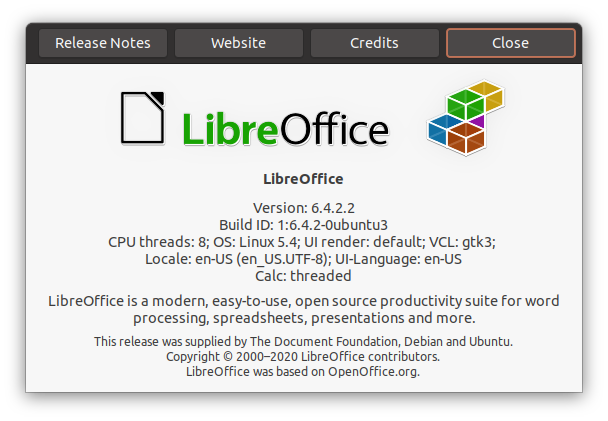 Release Notes Website Credits Close
LibreOffice
LibreOffice
Version: 6.4.2.2
Build ID: 1:6.4.2-0ubuntu3
CPU threads: 8; OS: Linux 5.4; UI render: default; VCL: gtk3;
Locale: en-US (en_US.UTF-8); UI-Language: en-US
Calc: threaded
LibreOffice is a modern, easy-to-use, open source productivity suite for word
processing, spreadsheets, presentations and more.
This release was supplied by The Document Foundation, Debian and Ubuntu.
Copyright © 2000–2020 LibreOffice contributors.
LibreOffice was based on OpenOffice.org.